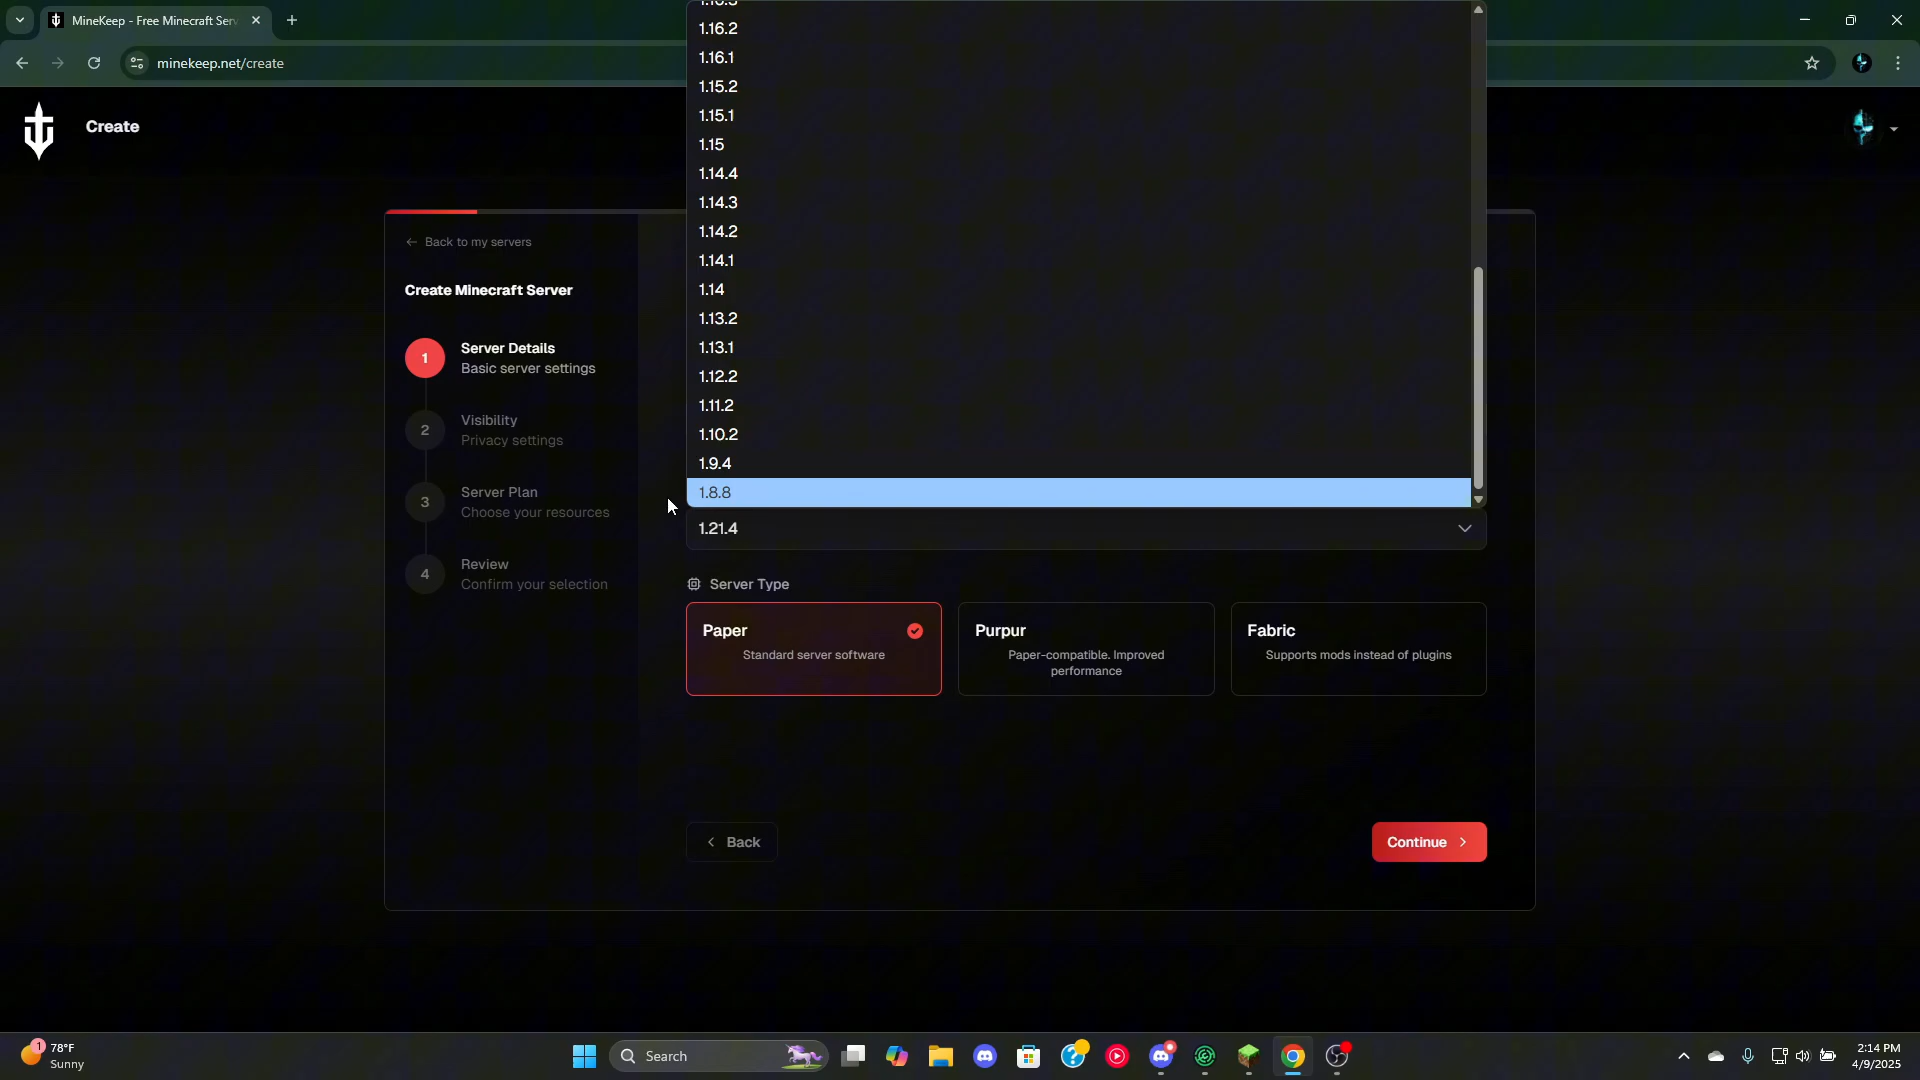 MineKeep - Free Minecraft Serv
minekeep.net/create
Create
1.16.3
1.16.2
1.16.1
1.15.2
1.15.1
1.15
1.14.4
1.14.3
1.14.2
1.14.1
1.14
1.13.2
1.13.1
1.12.2
1.11.2
1.10.2
1.9.4
1.8.8
1.21.4
Back to my servers
Create Minecraft Server
1
Server Details
Basic server settings
2
Visibility
Privacy settings
3
Server Plan
Choose your resources
4
Review
Confirm your selection
Server Type
Paper
Standard server software
Purpur
Paper-compatible. Improved
performance
Fabric
Supports mods instead of plugins
Back
Continue
1
78°F
Sunny
Search
2:14 PM
4/9/2025